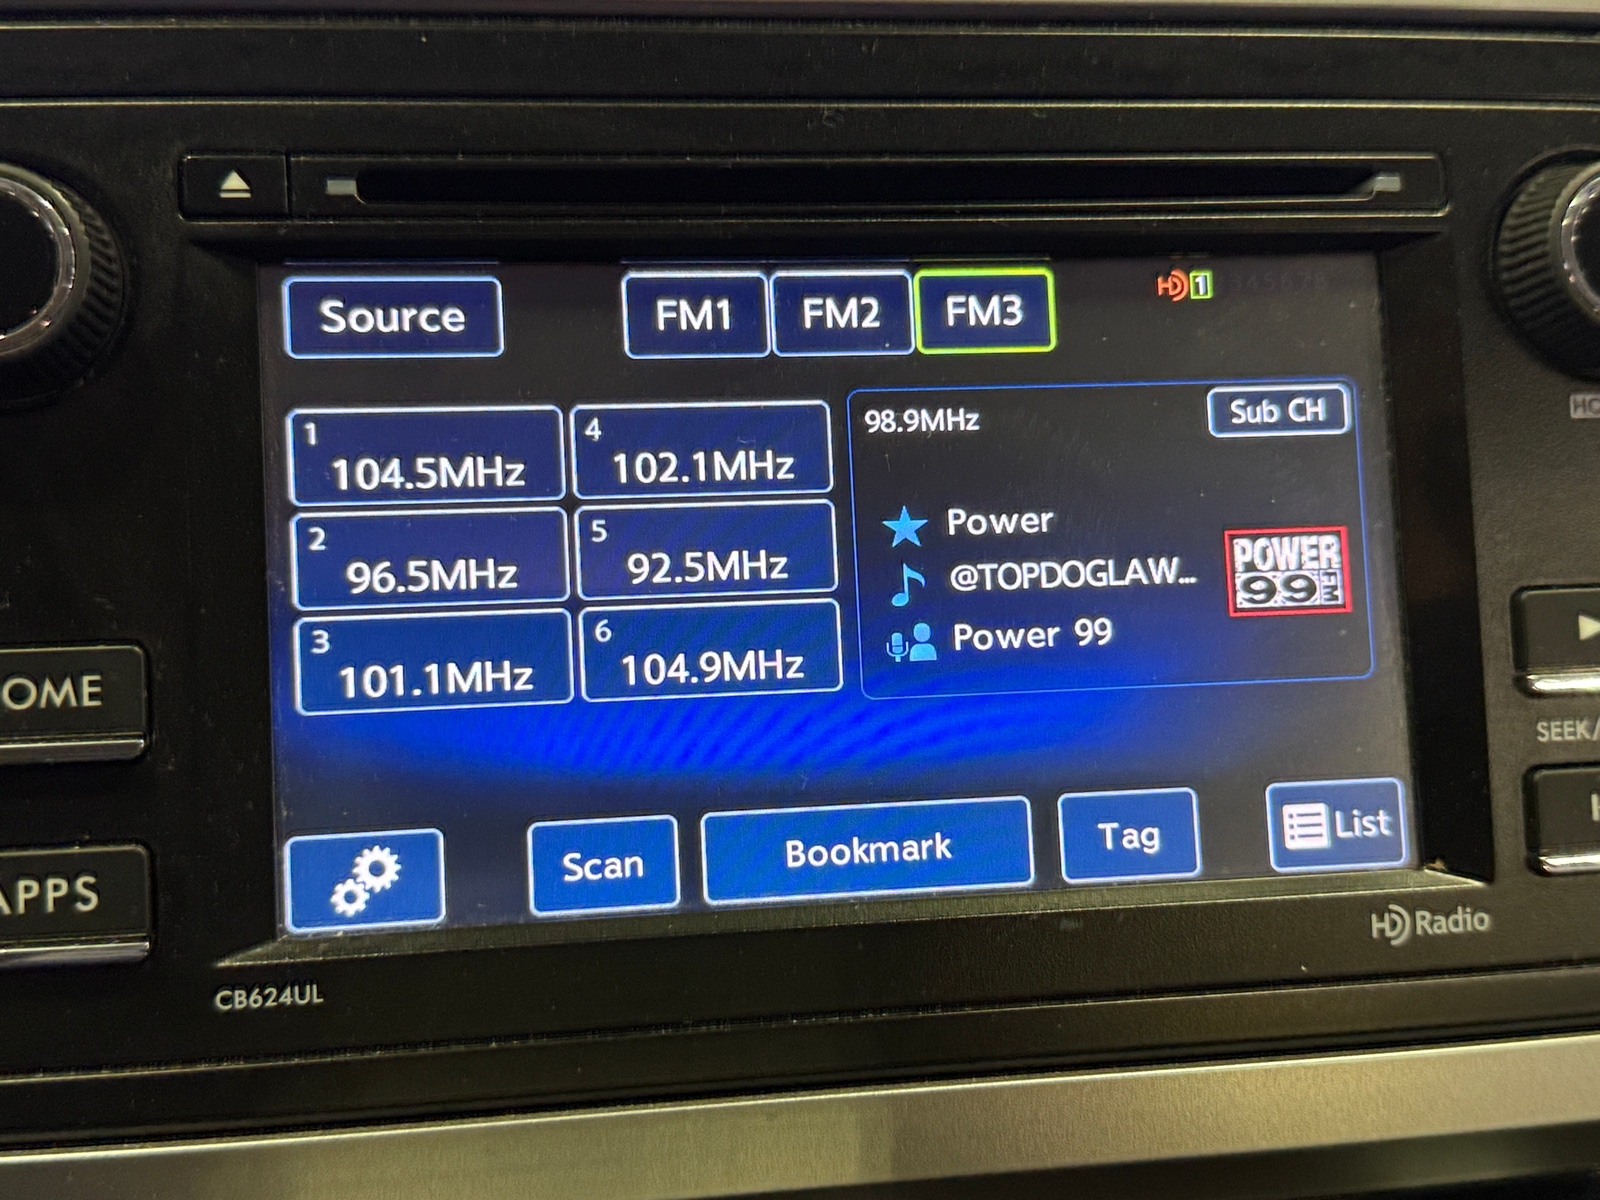 Source
FM1
FM2
FM3
HD 1
1
104.5MHz
4
102.1MHz
2
96.5MHz
5
92.5MHz
3
101.1MHz
6
104.9MHz
98.9MHz
Sub CH
Power
@TOPDOGLAW...
Power 99
POWER
99 FM
Scan
Bookmark
Tag
List
OME
APPS
SEEK/
HD Radio
CB624UL